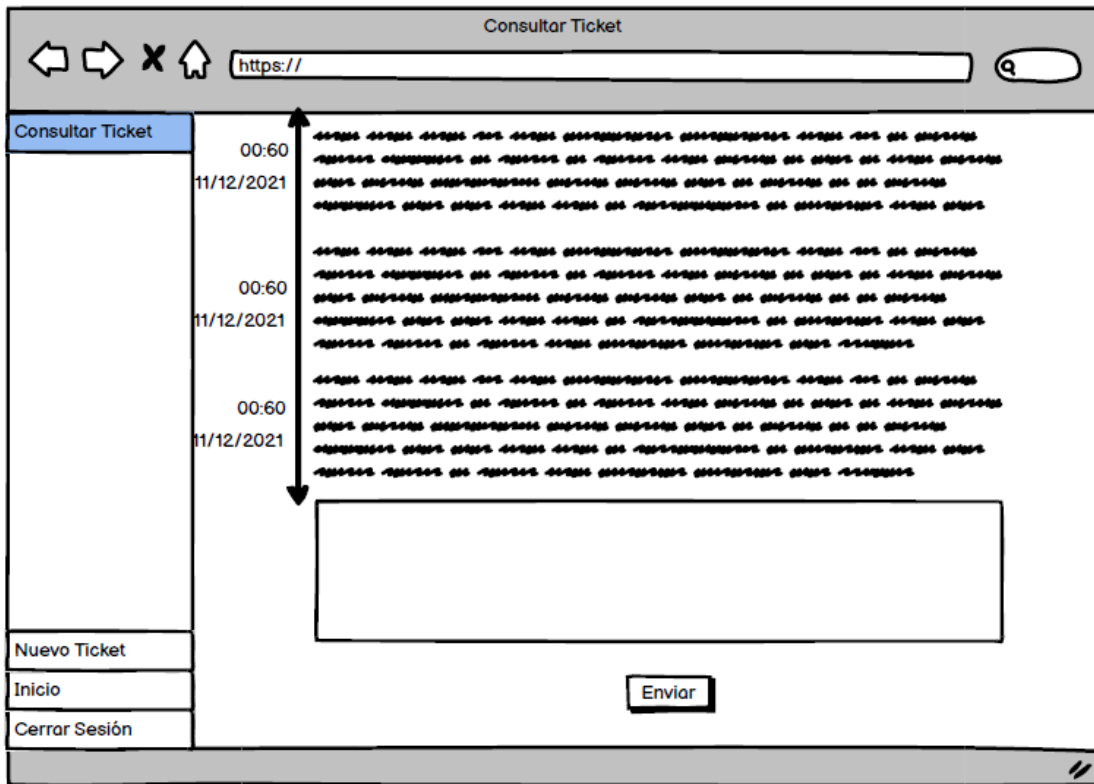 Consultar Ticket
https://
Consultar Ticket
00:60
11/12/2021
00:60
11/12/2021
00:60
11/12/2021
Nuevo Ticket
Inicio
Cerrar Sesión
Enviar